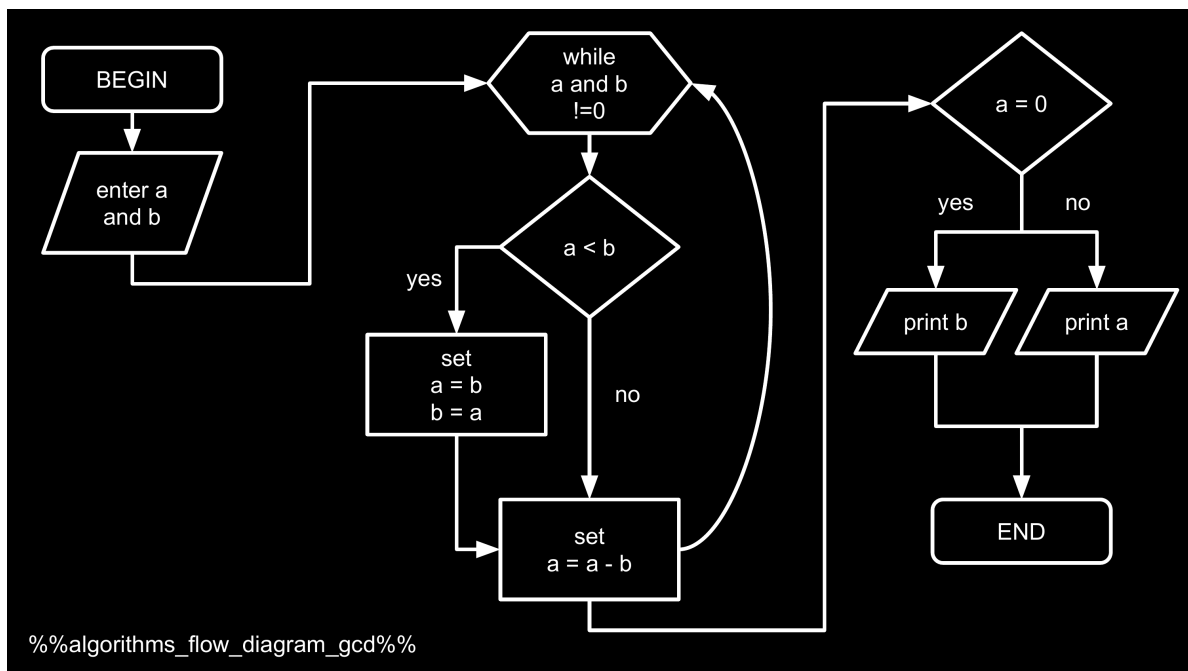 BEGIN
enter a
and b
while
a and b
!=0
a < b
yes
set
a = b
b = a
no
set
a = a - b
a = 0
yes
no
print b
print a
END
%%algorithms_flow_diagram_gcd%%